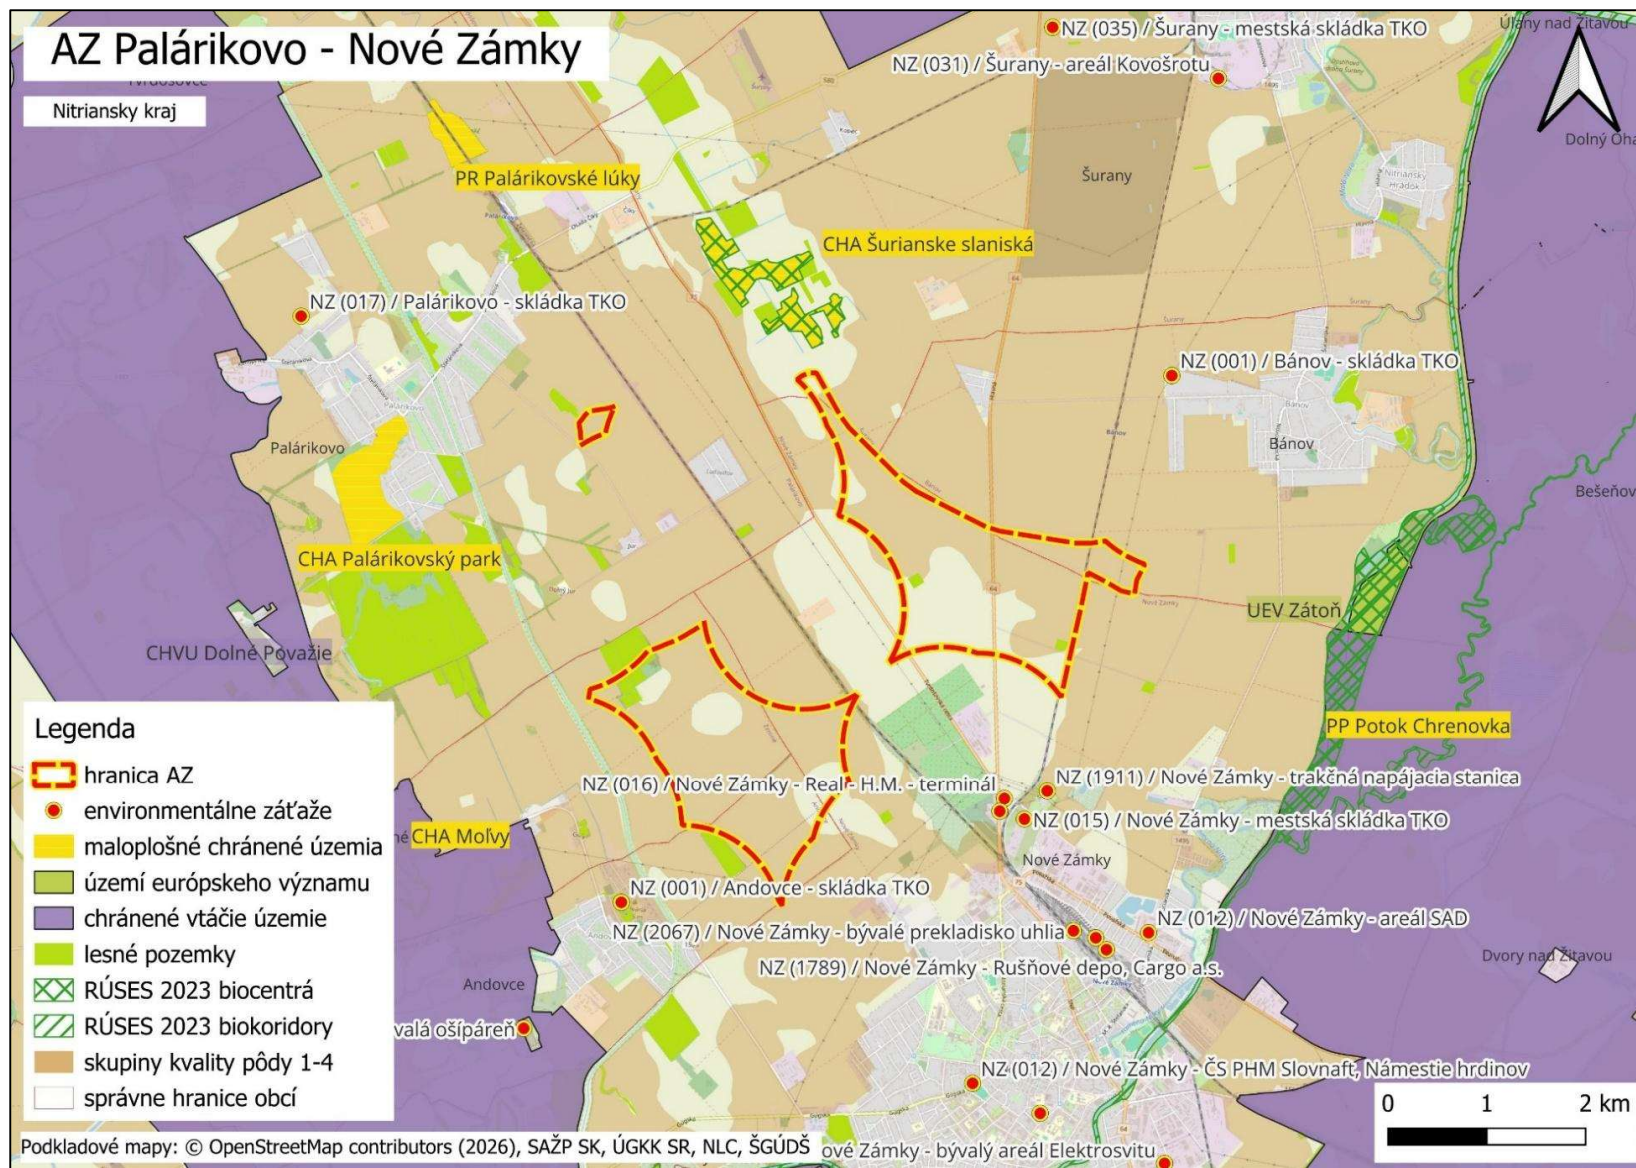 AZ Palárikovo - Nové Zámky
Nitriansky kraj
NZ (035) / Šurany - mestská skládka TKO
Úľany nad Žitavou
NZ (031) / Šurany - areál Kovošrotu
Dolný Oha
PR Palárikovské lúky
Šurany
Nitriansky Hrádok
CHA Šurianske slaniská
NZ (017) / Palárikovo - skládka TKO
NZ (001) / Bánov - skládka TKO
Palárikovo
Bánov
Bánov
Palárikovo
Bešeňov
CHA Palárikovský park
UEV Zátoň
CHVU Dolné Považie
PP Potok Chrenovka
Legenda
hranica AZ
environmentálne záťaže
maloplošné chránené územia
území európskeho významu
chránené vtáčie územie
lesné pozemky
RÚSES 2023 biocentrá
RÚSES 2023 biokoridory
skupiny kvality pôdy 1-4
správne hranice obcí
NZ (1911) / Nové Zámky - trakčná napájacia stanica
NZ (016) / Nové Zámky - Real - H.M. - terminál
NZ (015) / Nové Zámky - mestská skládka TKO
né CHA Moľvy
Nové Zámky
NZ (001) / Andovce - skládka TKO
NZ (012) / Nové Zámky - areál SAD
NZ (2067) / Nové Zámky - bývalé prekladisko uhlia
NZ (1789) / Nové Zámky - Rušňové depo, Cargo a.s.
Dvory nad Žitavou
Andovce
valá ošípáreň
NZ (012) / Nové Zámky - ČS PHM Slovnaft, Námestie hrdinov
0 1 2 km
Podkladové mapy: © OpenStreetMap contributors (2026), SAŽP SK, ÚGKK SR, NLC, ŠGÚDŠ
ové Zámky - bývalý areál Elektrosvitu